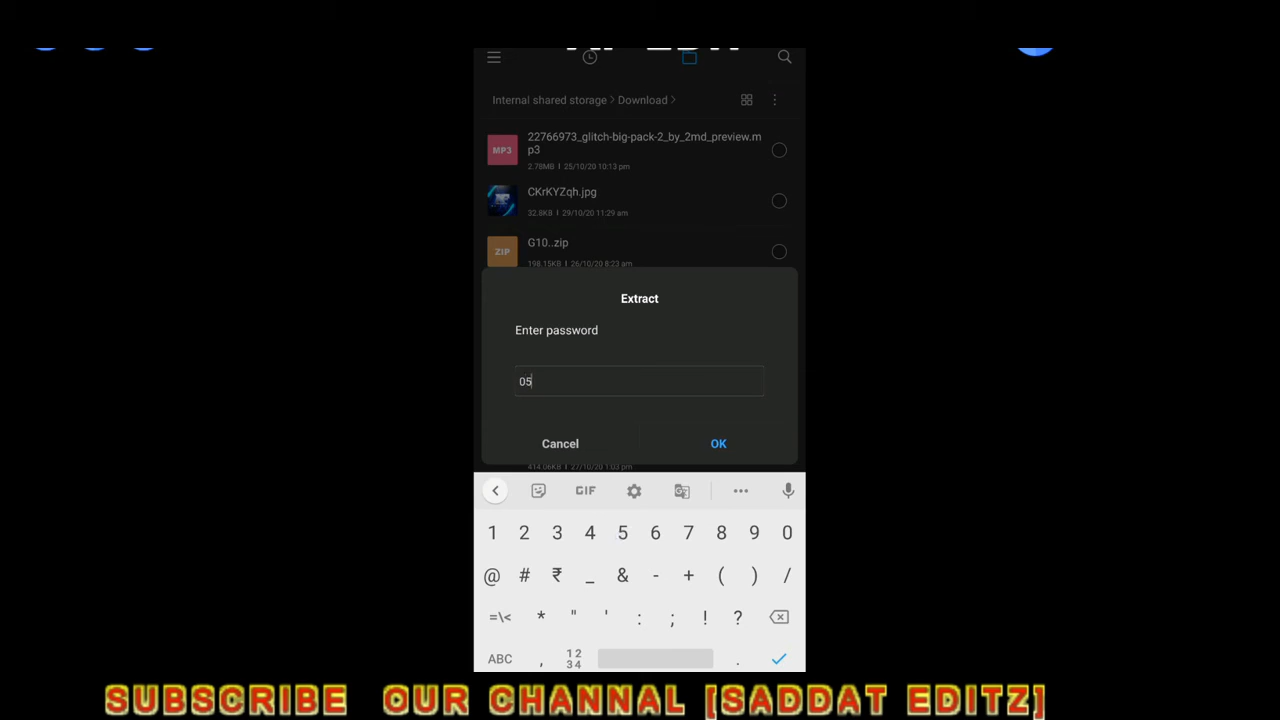 Internal shared storage > Download >
MP3
22766973_glitch-big-pack-2_by_2md_preview.m
p3
2.78MB | 25/10/20 10:13 pm
CKrKYZqh.jpg
32.8KB | 29/10/20 11:29 am
ZIP
G10..zip
198.15KB | 26/10/20 8:23 am
Extract
Enter password
05
Cancel OK
414.06KB | 27/10/20 1:03 pm
GIF
1 2 3 4 5 6 7 8 9 0
@ # ₹ _ & - + ( ) /
=\< * " ' : ; ! ?
ABC , 12 34 .
SUBSCRIBE OUR CHANNAL [SADDAT EDITZ]